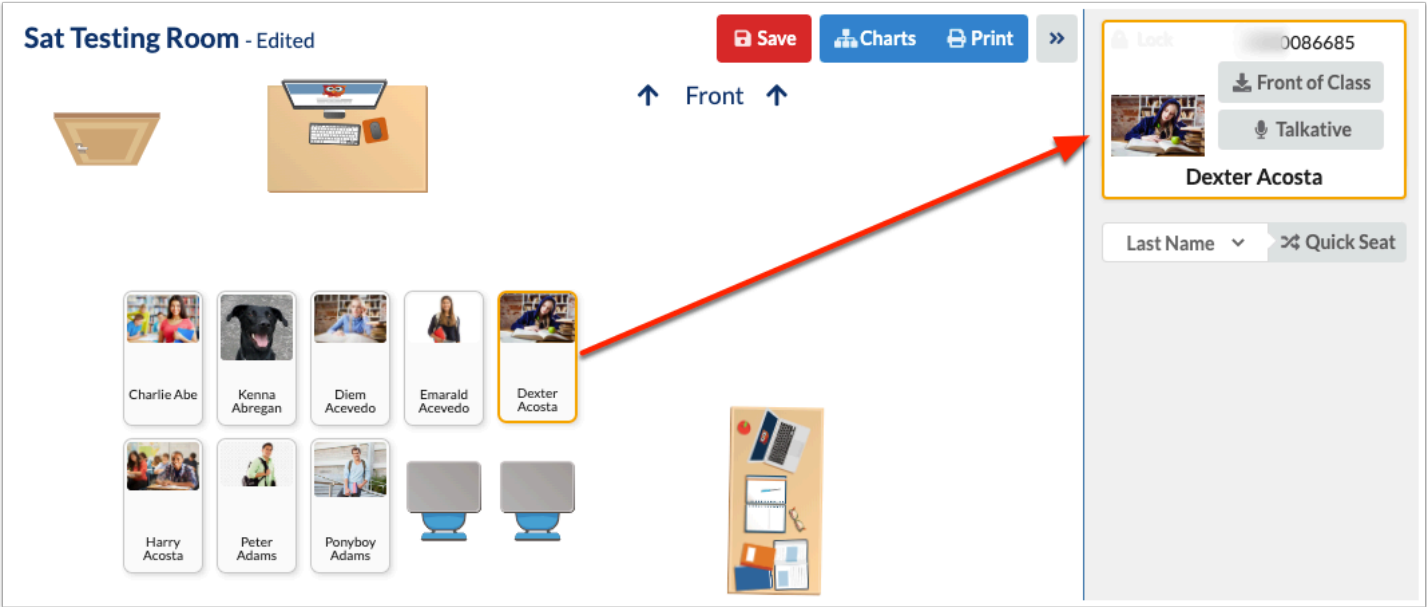 Sat Testing Room - Edited
Save
Charts
Print
Front
Lock
0086685
Front of Class
Talkative
Dexter Acosta
Last Name
Quick Seat
Charlie Abe
Kenna
Abregan
Diem
Acevedo
Emarald
Acevedo
Dexter
Acosta
Harry
Acosta
Peter
Adams
Ponyboy
Adams